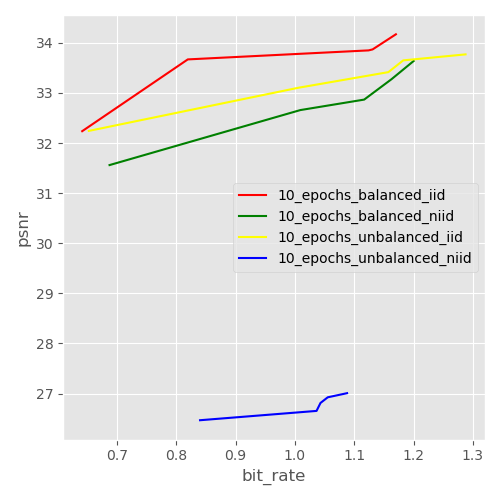 34
33
32
31
30
29
28
27
psnr
10_epochs_balanced_iid
10_epochs_balanced_niid
10_epochs_unbalanced_iid
10_epochs_unbalanced_niid
0.7 0.8 0.9 1.0 1.1 1.2 1.3
bit_rate